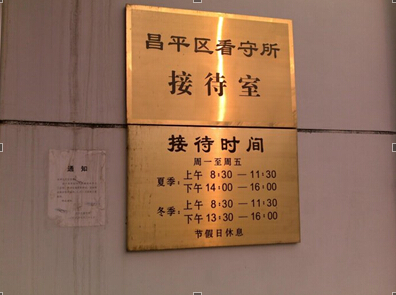 昌平区看守所
接待室
接待时间
周一至周五
夏季：上午 8:30 — 11:30
下午 14:00 — 16:00
冬季：上午 8:30 — 11:30
下午 13:30 — 16:00
节假日休息
通知